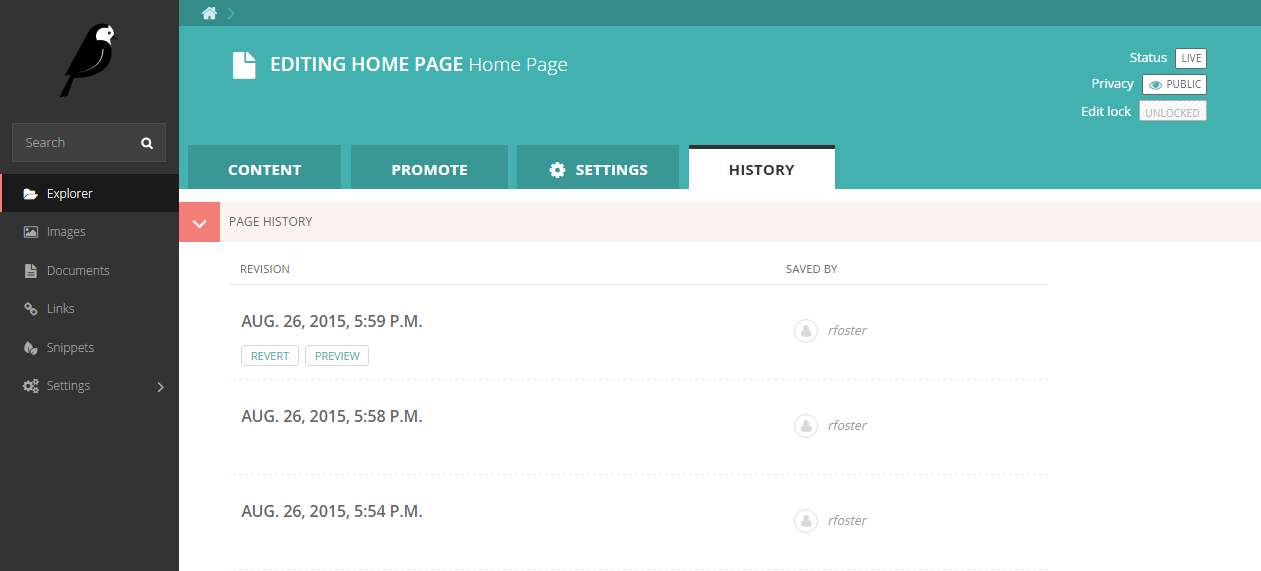 Search
Explorer
Images
Documents
Links
Snippets
Settings
EDITING HOME PAGE Home Page
Status LIVE
Privacy PUBLIC
Edit lock UNLOCKED
CONTENT PROMOTE SETTINGS HISTORY
PAGE HISTORY
REVISION SAVED BY
AUG. 26, 2015, 5:59 P.M. rfoster
REVERT PREVIEW
AUG. 26, 2015, 5:58 P.M. rfoster
AUG. 26, 2015, 5:54 P.M. rfoster